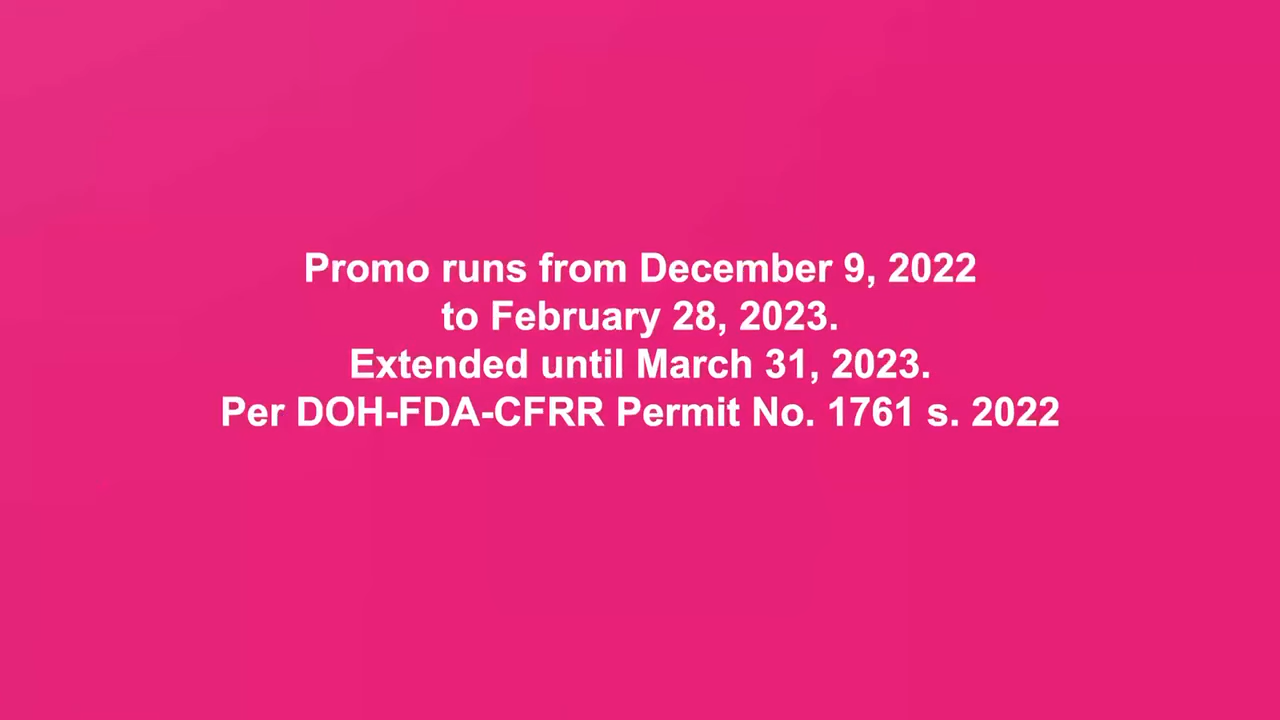 Promo runs from December 9, 2022
to February 28, 2023.
Extended until March 31, 2023.
Per DOH-FDA-CFRR Permit No. 1761 s. 2022